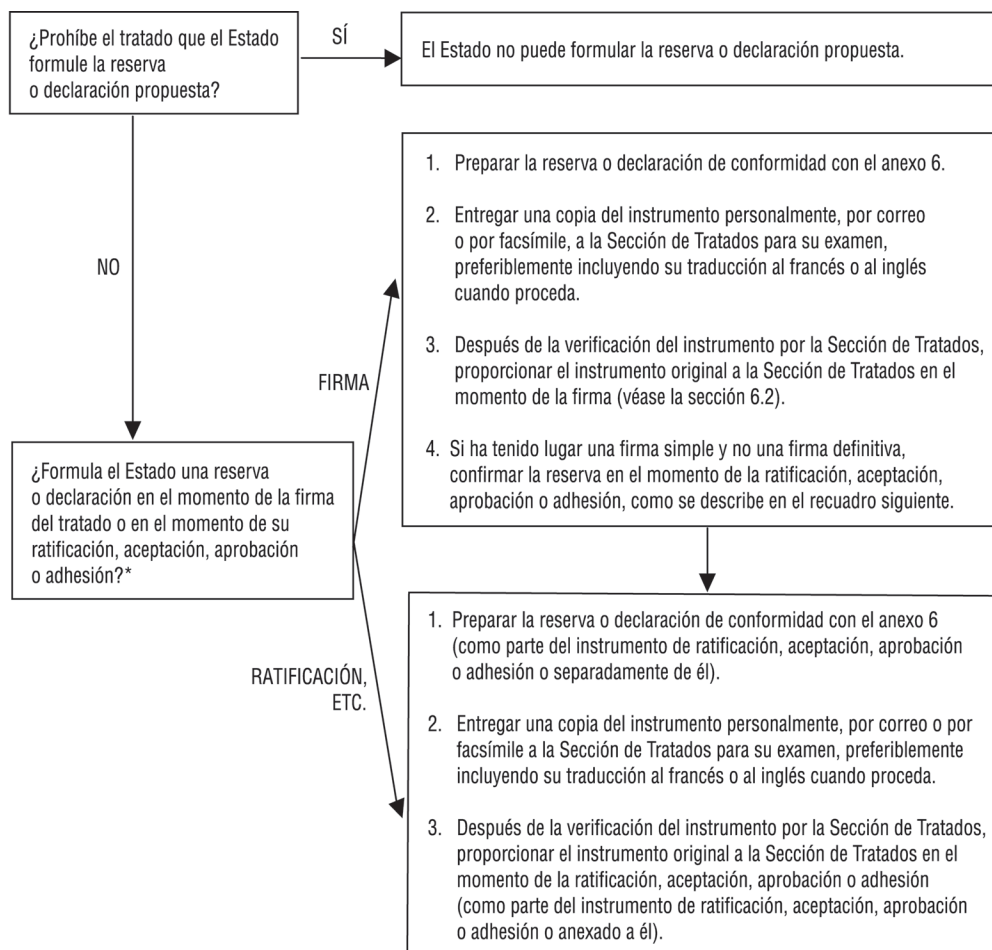 ¿Prohíbe el tratado que el Estado
formule la reserva
o declaración propuesta?
SÍ
El Estado no puede formular la reserva o declaración propuesta.
NO
¿Formula el Estado una reserva
o declaración en el momento de la firma
del tratado o en el momento de su
ratificación, aceptación, aprobación
o adhesión?*
FIRMA
1. Preparar la reserva o declaración de conformidad con el anexo 6.
2. Entregar una copia del instrumento personalmente, por correo
o por facsímile, a la Sección de Tratados para su examen,
preferiblemente incluyendo su traducción al francés o al inglés
cuando proceda.
3. Después de la verificación del instrumento por la Sección de Tratados,
proporcionar el instrumento original a la Sección de Tratados en el
momento de la firma (véase la sección 6.2).
4. Si ha tenido lugar una firma simple y no una firma definitiva,
confirmar la reserva en el momento de la ratificación, aceptación,
aprobación o adhesión, como se describe en el recuadro siguiente.
RATIFICACIÓN,
ETC.
1. Preparar la reserva o declaración de conformidad con el anexo 6
(como parte del instrumento de ratificación, aceptación, aprobación
o adhesión o separadamente de él).
2. Entregar una copia del instrumento personalmente, por correo o por
facsímile a la Sección de Tratados para su examen, preferiblemente
incluyendo su traducción al francés o al inglés cuando proceda.
3. Después de la verificación del instrumento por la Sección de Tratados,
proporcionar el instrumento original a la Sección de Tratados en el
momento de la ratificación, aceptación, aprobación o adhesión
(como parte del instrumento de ratificación, aceptación, aprobación
o adhesión o anexado a él).